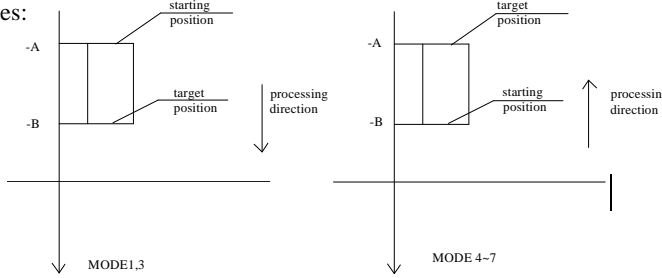 es:
starting
position
-A
target
position
-B
processing
direction
MODE1,3
target
position
-A
starting
position
-B
processin
direction
MODE 4~7